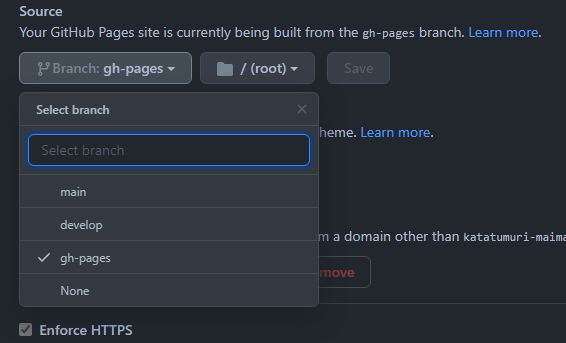 Source
Your GitHub Pages site is currently being built from the gh-pages branch. Learn more.
Branch: gh-pages
/ (root)
Save
Select branch
Select branch
heme. Learn more.
main
develop
m a domain other than katatumuri-maima
gh-pages
move
None
Enforce HTTPS